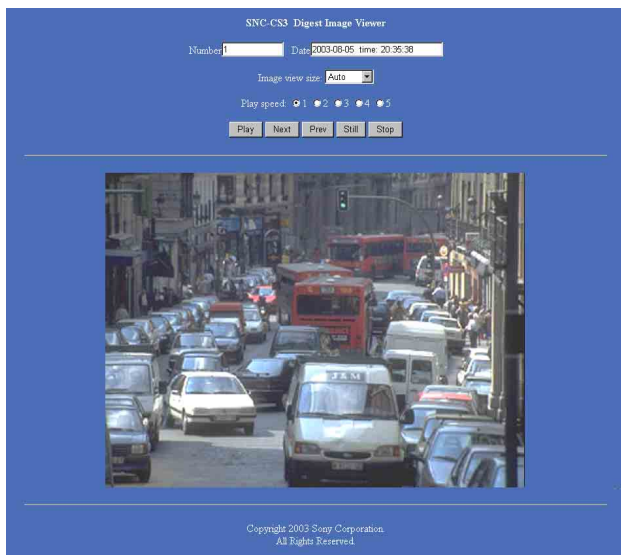 SNC-CS3 Digest Image Viewer
Number 1 Date 2003-08-05 time: 20:35:38
Image view size: Auto
Play speed: 1 2 3 4 5
Play Next Prev Still Stop
J&M
Copyright 2003 Sony Corporation.
All Rights Reserved.